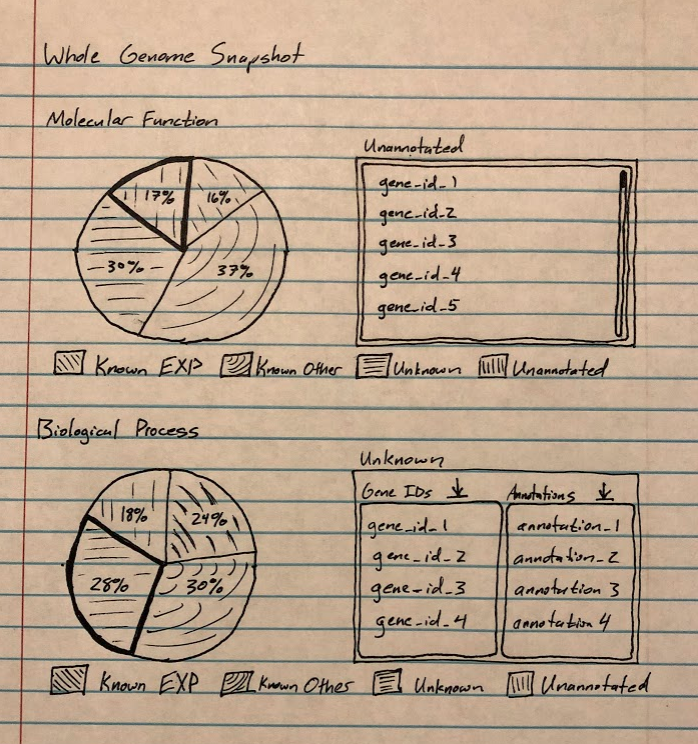 Whole Genome Snapshot
Molecular Function
17% 16%
30% 37%
Unannotated
gene_id_1
gene_id_2
gene_id_3
gene_id_4
gene_id_5
Known EXP Known Other Unknown Unannotated
Biological Process
18% 24%
28% 30%
Unknown
Gene IDs Annotations
gene_id_1 annotation_1
gene_id_2 annotation_2
gene_id_3 annotation 3
gene_id_4 annotation 4
Known EXP Known Other Unknown Unannotated